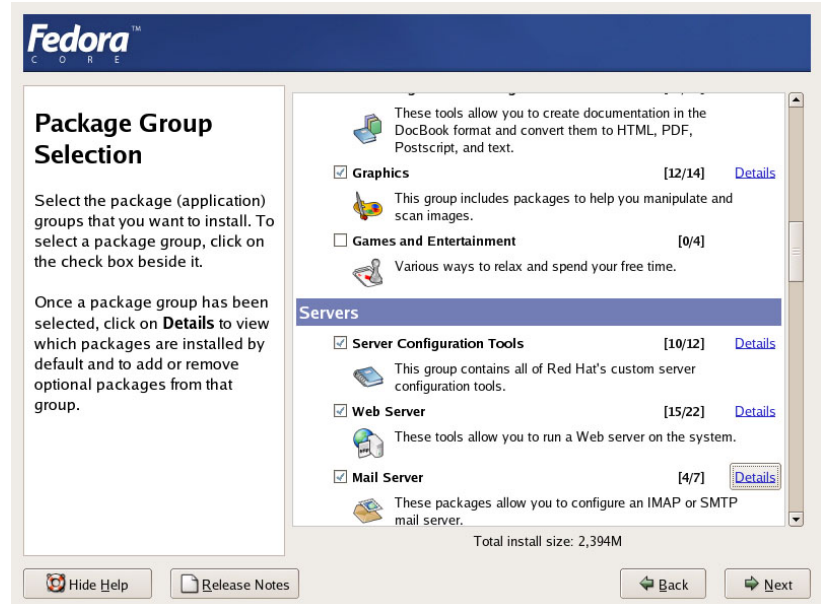 Fedora™
CORE
Package Group
Selection
Select the package (application)
groups that you want to install. To
select a package group, click on
the check box beside it.
Once a package group has been
selected, click on Details to view
which packages are installed by
default and to add or remove
optional packages from that
group.
These tools allow you to create documentation in the
DocBook format and convert them to HTML, PDF,
Postscript, and text.
Graphics [12/14] Details
This group includes packages to help you manipulate and
scan images.
Games and Entertainment [0/4]
Various ways to relax and spend your free time.
Servers
Server Configuration Tools [10/12] Details
This group contains all of Red Hat's custom server
configuration tools.
Web Server [15/22] Details
These tools allow you to run a Web server on the system.
Mail Server [4/7] Details
These packages allow you to configure an IMAP or SMTP
mail server.
Total install size: 2,394M
Hide Help Release Notes Back Next